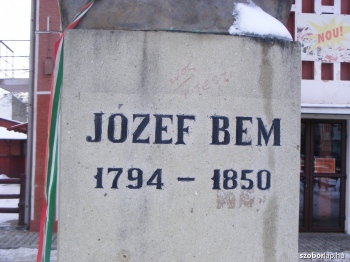 NOU!
JÓZEF BEM
1794 – 1850
szoborlap.hu